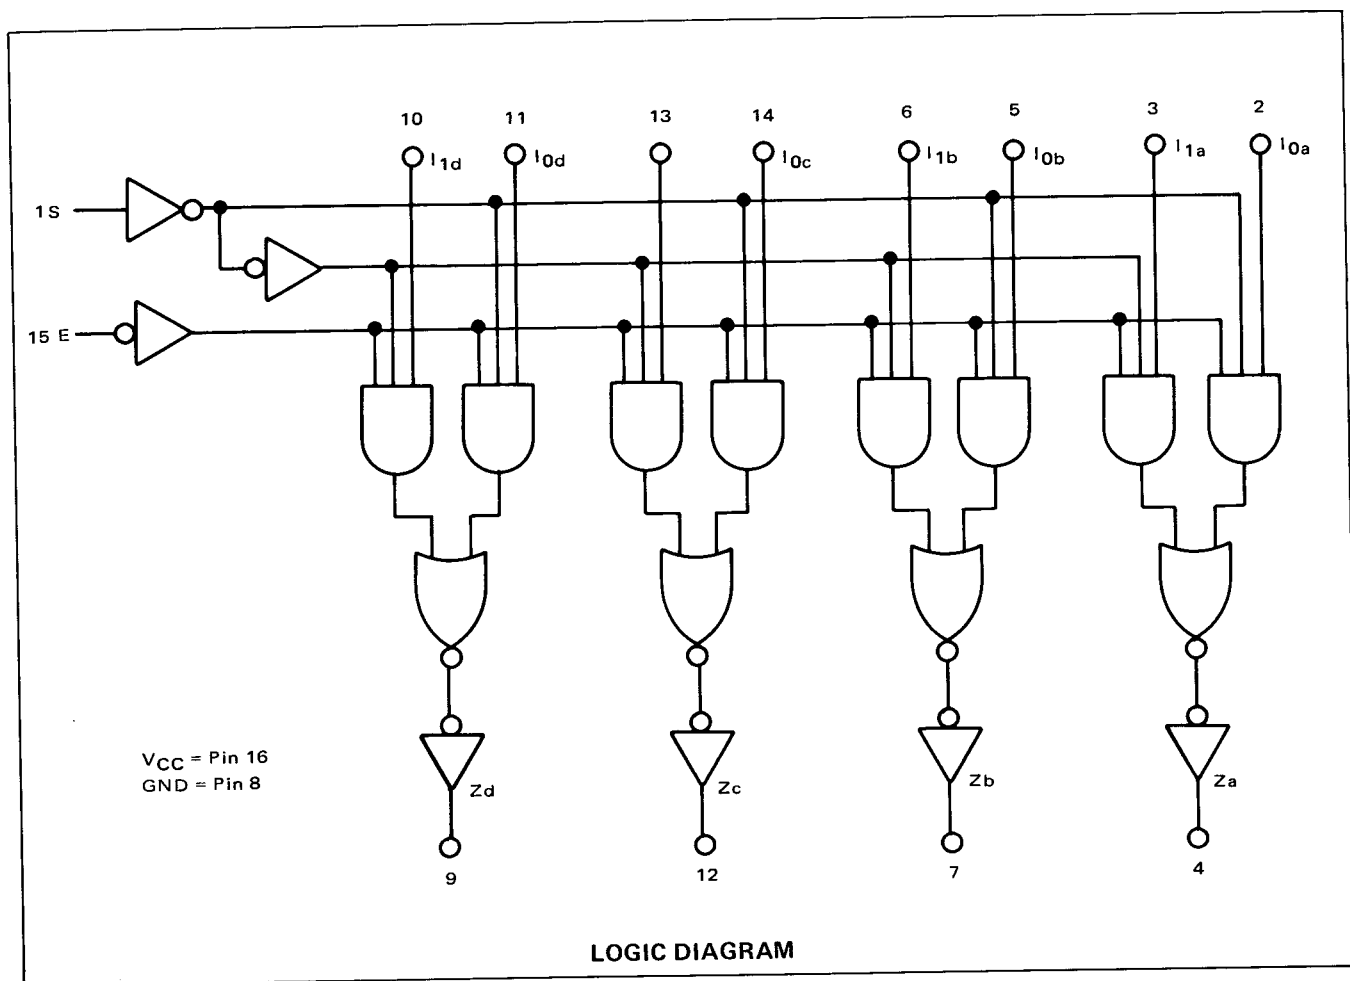 10 11 13 14 6 5 3 2
I1d I0d I0c I1b I0b I1a I0a
1 S
15 E
VCC = Pin 16
GND = Pin 8
Zd Zc Zb Za
9 12 7 4
LOGIC DIAGRAM